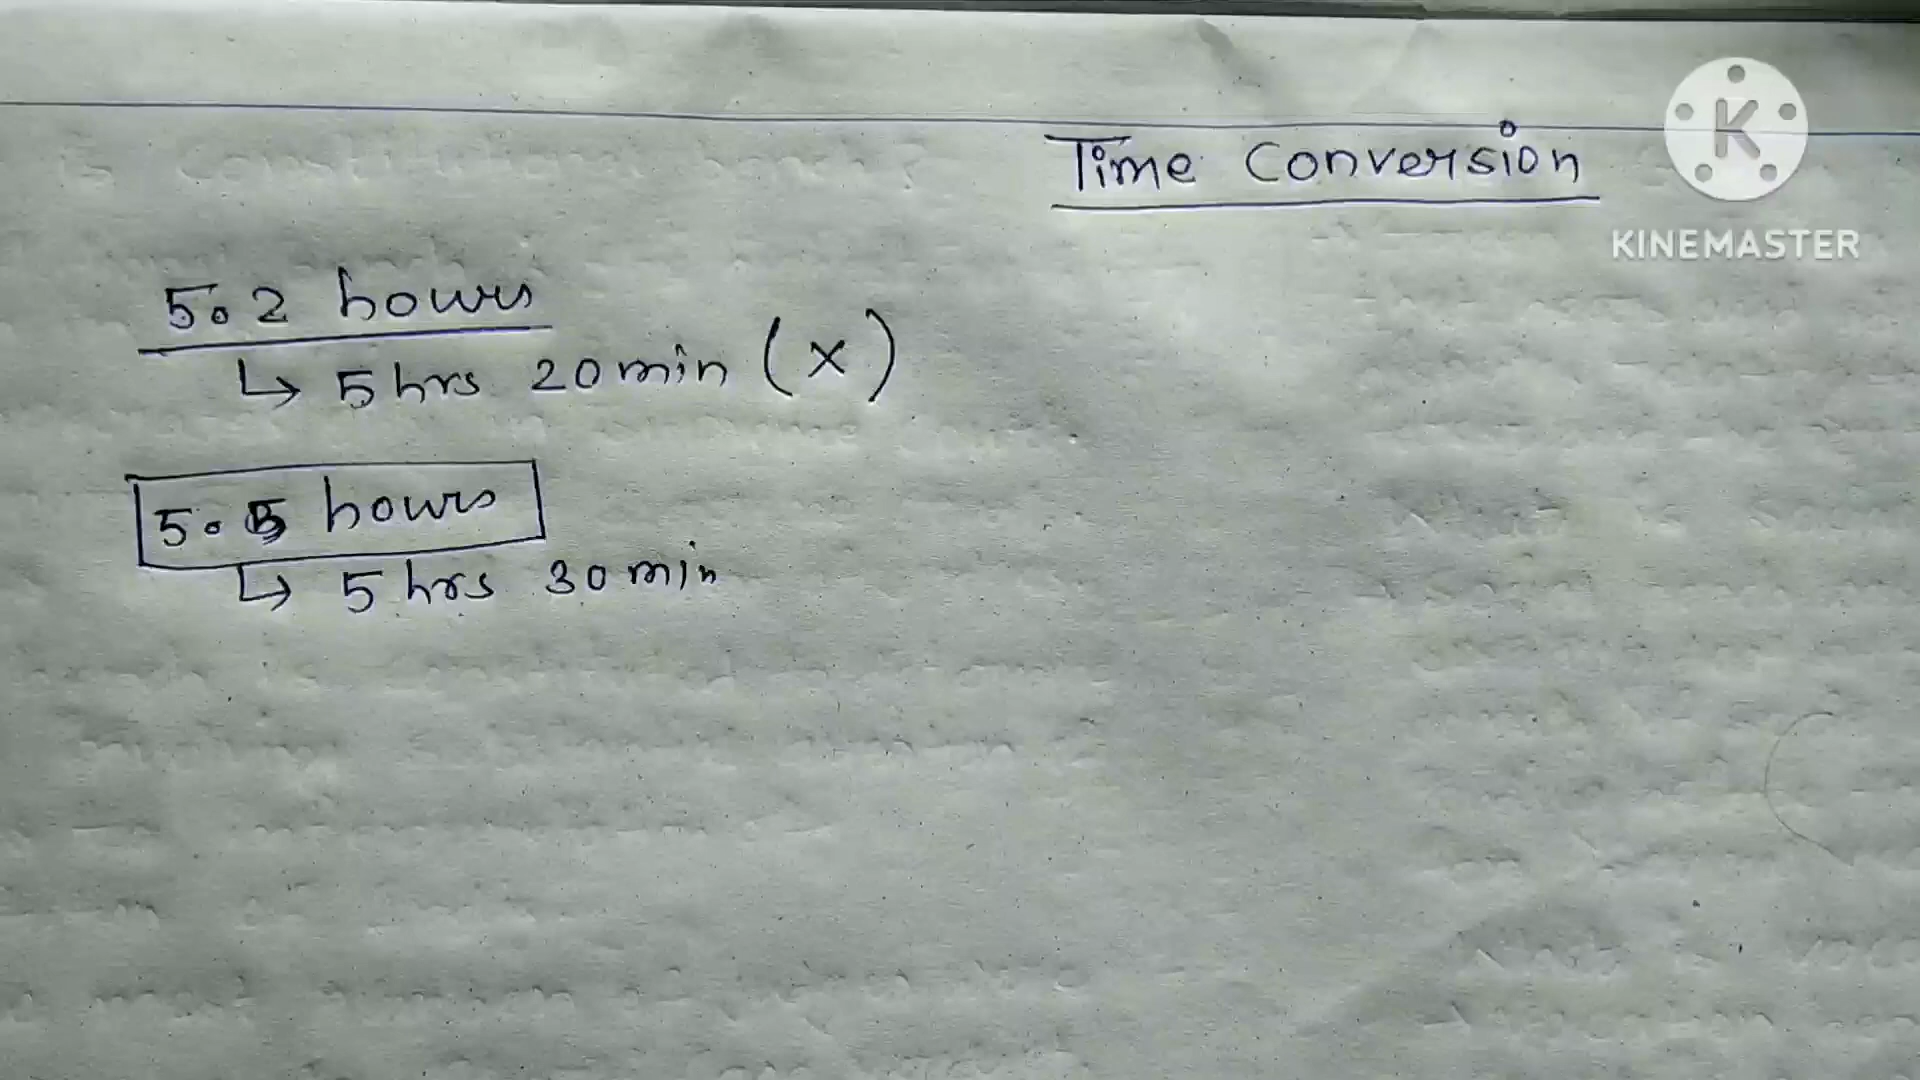 Time Conversion
K
KINEMASTER
5.2 hours
↳ 5 hrs 20 min (x)
5.5 hours
↳ 5 hrs 30 min